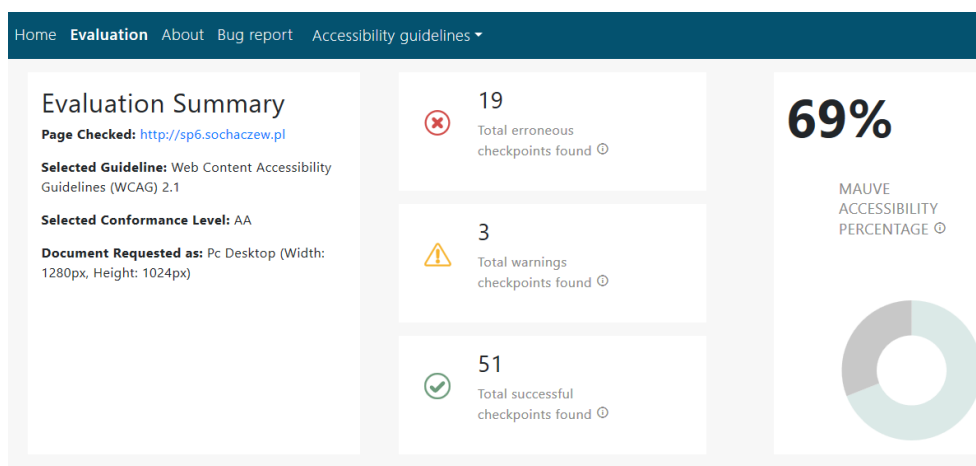 Home Evaluation About Bug report Accessibility guidelines
Evaluation Summary
Page Checked: http://sp6.sochaczew.pl
Selected Guideline: Web Content Accessibility
Guidelines (WCAG) 2.1
Selected Conformance Level: AA
Document Requested as: Pc Desktop (Width:
1280px, Height: 1024px)
19
Total erroneous
checkpoints found
3
Total warnings
checkpoints found
51
Total successful
checkpoints found
69%
MAUVE
ACCESSIBILITY
PERCENTAGE